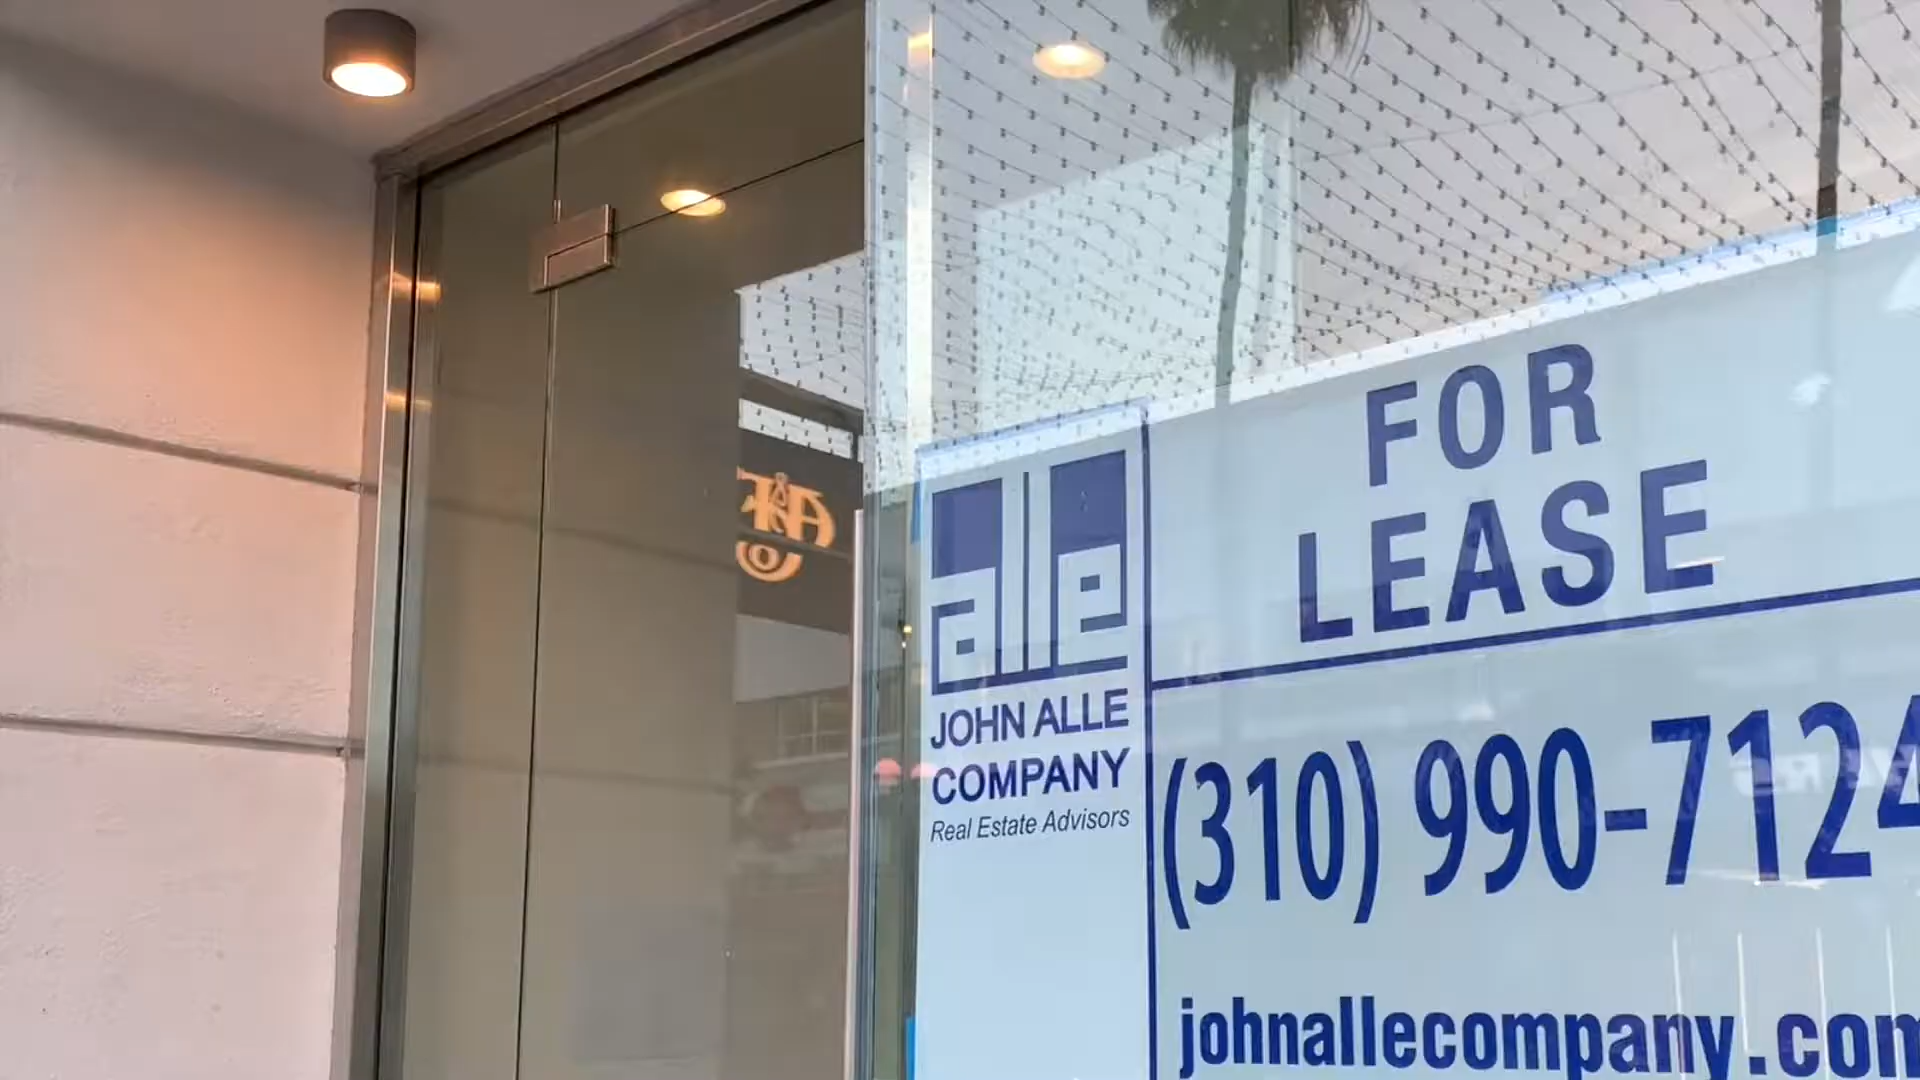 alle
JOHN ALLE
COMPANY
Real Estate Advisors
FOR
LEASE
(310) 990-7124
johnallecompany.com